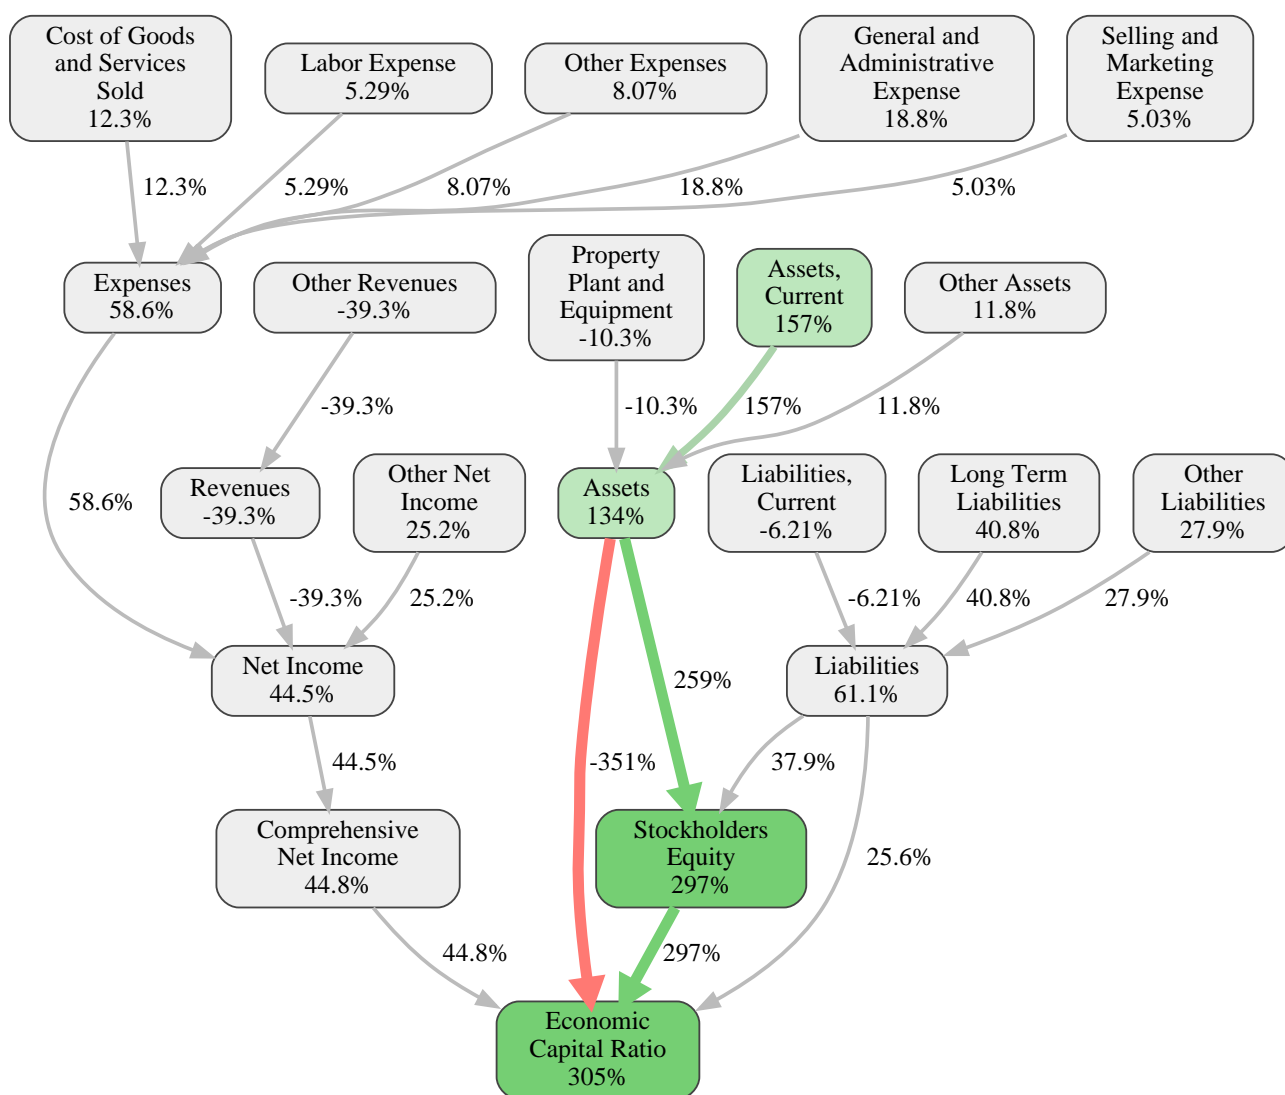 Cost of Goods
and Services
Sold
12.3%
Labor Expense
5.29%
Other Expenses
8.07%
General and
Administrative
Expense
18.8%
Selling and
Marketing
Expense
5.03%
12.3%
5.29%
8.07%
18.8%
5.03%
Expenses
58.6%
Other Revenues
-39.3%
Property
Plant and
Equipment
-10.3%
Assets,
Current
157%
Other Assets
11.8%
-39.3%
-10.3%
157%
11.8%
58.6%
Revenues
-39.3%
Other Net
Income
25.2%
Assets
134%
Liabilities,
Current
-6.21%
Long Term
Liabilities
40.8%
Other
Liabilities
27.9%
-39.3%
25.2%
-6.21%
40.8%
27.9%
Net Income
44.5%
259%
Liabilities
61.1%
44.5%
-351%
37.9%
Comprehensive
Net Income
44.8%
Stockholders
Equity
297%
25.6%
44.8%
297%
Economic
Capital Ratio
305%